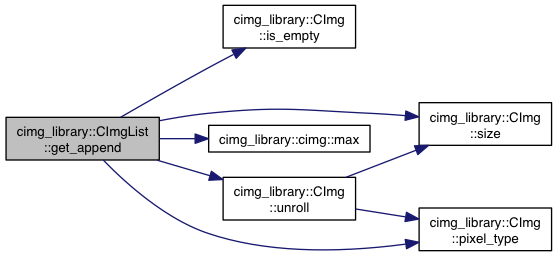 cimg_library::CImg
::is_empty
cimg_library::CImgList
::get_append
cimg_library::cimg::max
cimg_library::CImg
::size
cimg_library::CImg
::unroll
cimg_library::CImg
::pixel_type